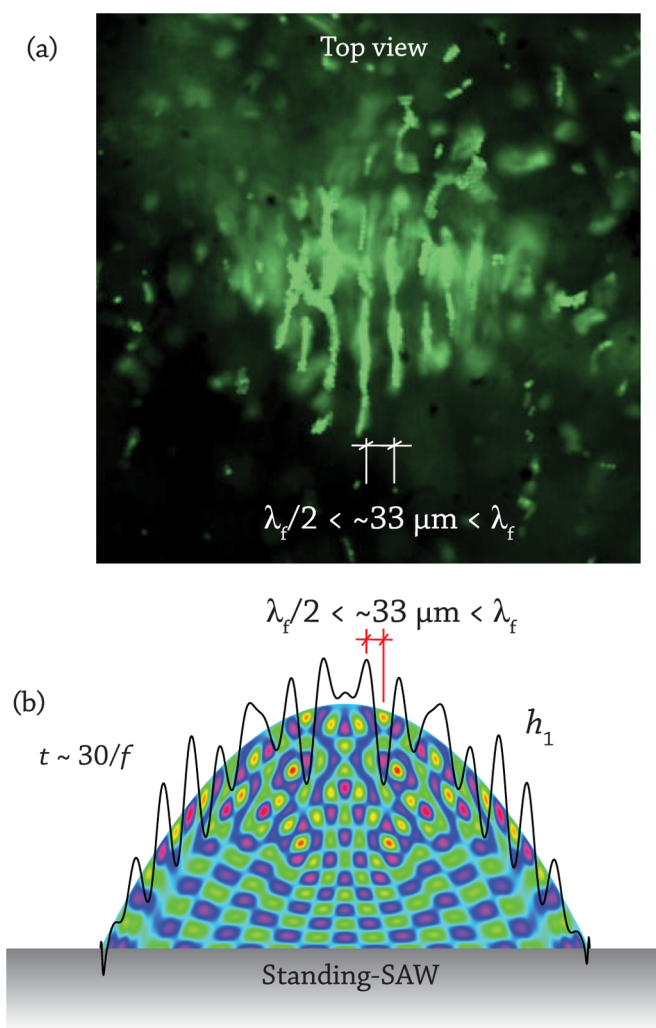 (a)
Top view
λf/2 < ~33 µm < λf
λf/2 < ~33 µm < λf
(b)
t ~ 30/f
h1
Standing-SAW